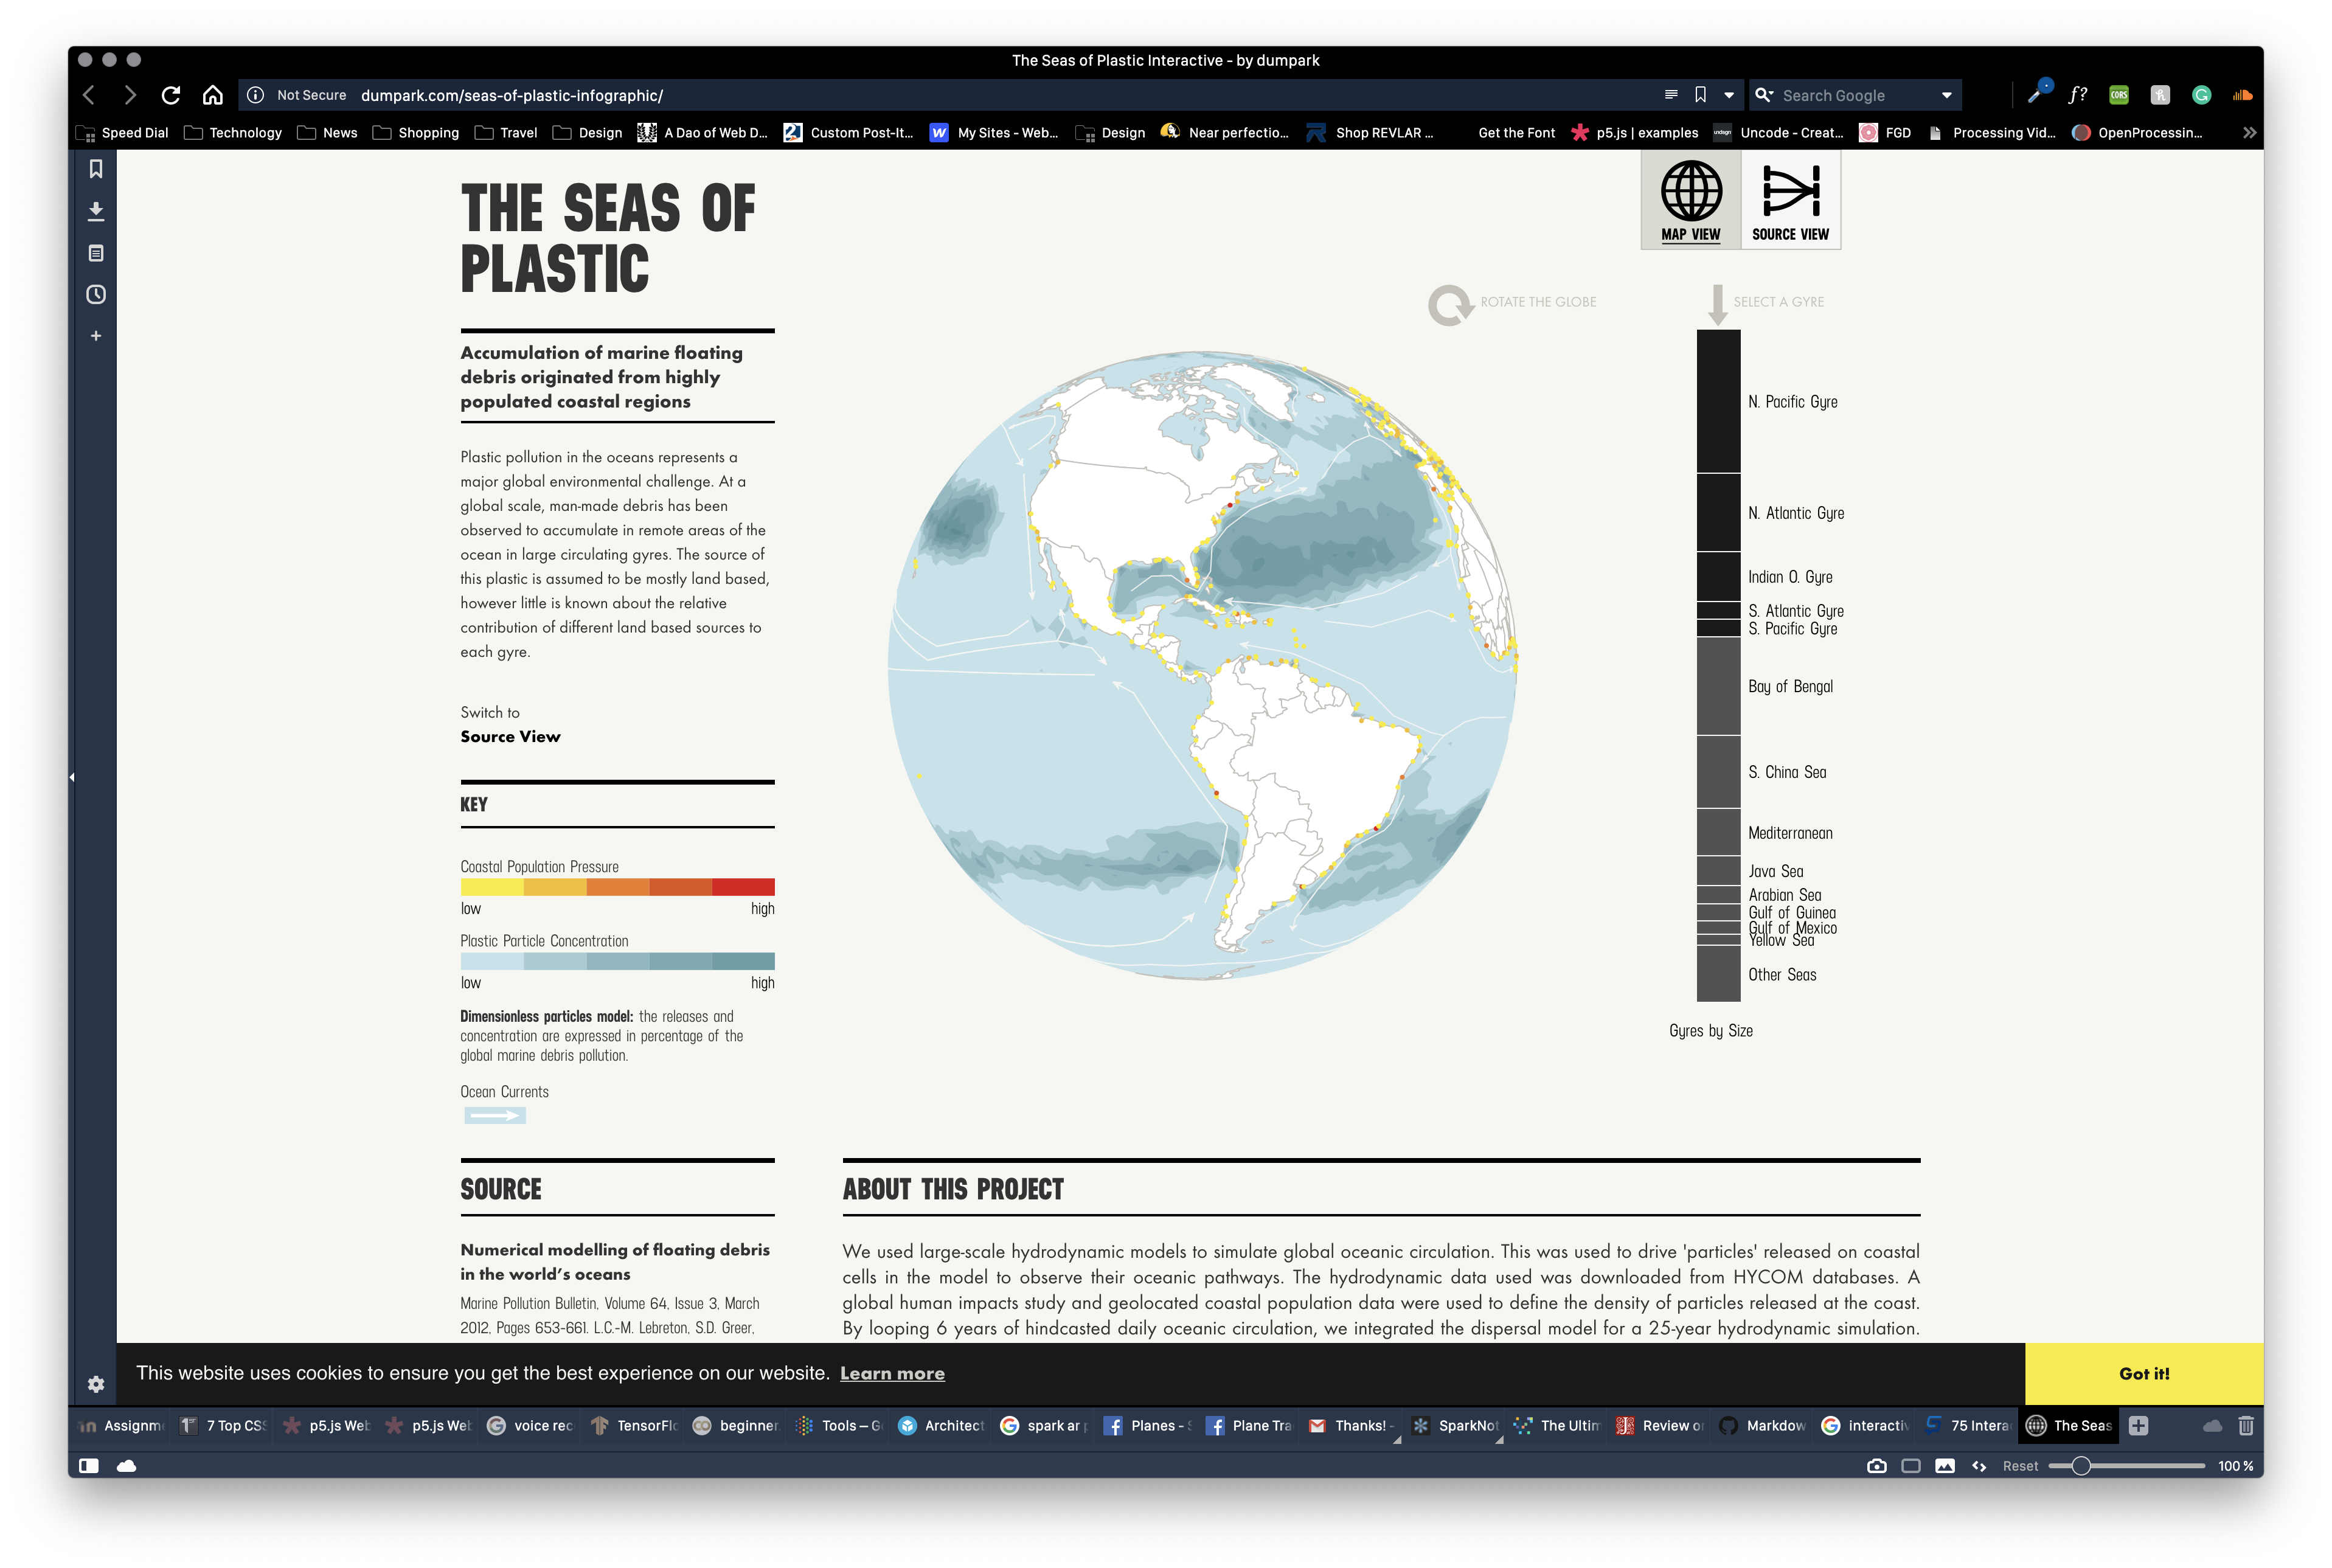 The Seas of Plastic Interactive - by dumpark
Not Secure dumpark.com/seas-of-plastic-infographic/
Search Google
f?
CORS
Speed Dial Technology News Shopping Travel Design A Dao of Web D... Custom Post-It... My Sites - Web... Design Near perfectio... Shop REVLAR ... Get the Font p5.js | examples Uncode - Creat... FGD Processing Vid... OpenProcessin...
THE SEAS OF
PLASTIC
MAP VIEW
SOURCE VIEW
ROTATE THE GLOBE
SELECT A GYRE
Accumulation of marine floating
debris originated from highly
populated coastal regions
Plastic pollution in the oceans represents a
major global environmental challenge. At a
global scale, man-made debris has been
observed to accumulate in remote areas of the
ocean in large circulating gyres. The source of
this plastic is assumed to be mostly land based,
however little is known about the relative
contribution of different land based sources to
each gyre.
Switch to
Source View
KEY
Coastal Population Pressure
low high
Plastic Particle Concentration
low high
Dimensionless particles model: the releases and
concentration are expressed in percentage of the
global marine debris pollution.
Ocean Currents
N. Pacific Gyre
N. Atlantic Gyre
Indian O. Gyre
S. Atlantic Gyre
S. Pacific Gyre
Bay of Bengal
S. China Sea
Mediterranean
Java Sea
Arabian Sea
Gulf of Guinea
Gulf of Mexico
Yellow Sea
Other Seas
Gyres by Size
SOURCE
Numerical modelling of floating debris
in the world's oceans
Marine Pollution Bulletin, Volume 64, Issue 3, March
2012, Pages 653-661. L.C.-M. Lebreton, S.D. Greer,
ABOUT THIS PROJECT
We used large-scale hydrodynamic models to simulate global oceanic circulation. This was used to drive 'particles' released on coastal
cells in the model to observe their oceanic pathways. The hydrodynamic data used was downloaded from HYCOM databases. A
global human impacts study and geolocated coastal population data were used to define the density of particles released at the coast.
By looping 6 years of hindcasted daily oceanic circulation, we integrated the dispersal model for a 25-year hydrodynamic simulation.
This website uses cookies to ensure you get the best experience on our website. Learn more
Got it!
Assignm 7 Top CSS p5.js Web p5.js Web voice rec TensorFlo beginner. Tools – G Architect spark ar p Planes - S Plane Tra Thanks! - SparkNot The Ultim Review or Markdow interactiv 75 Intera The Seas
Reset 100 %